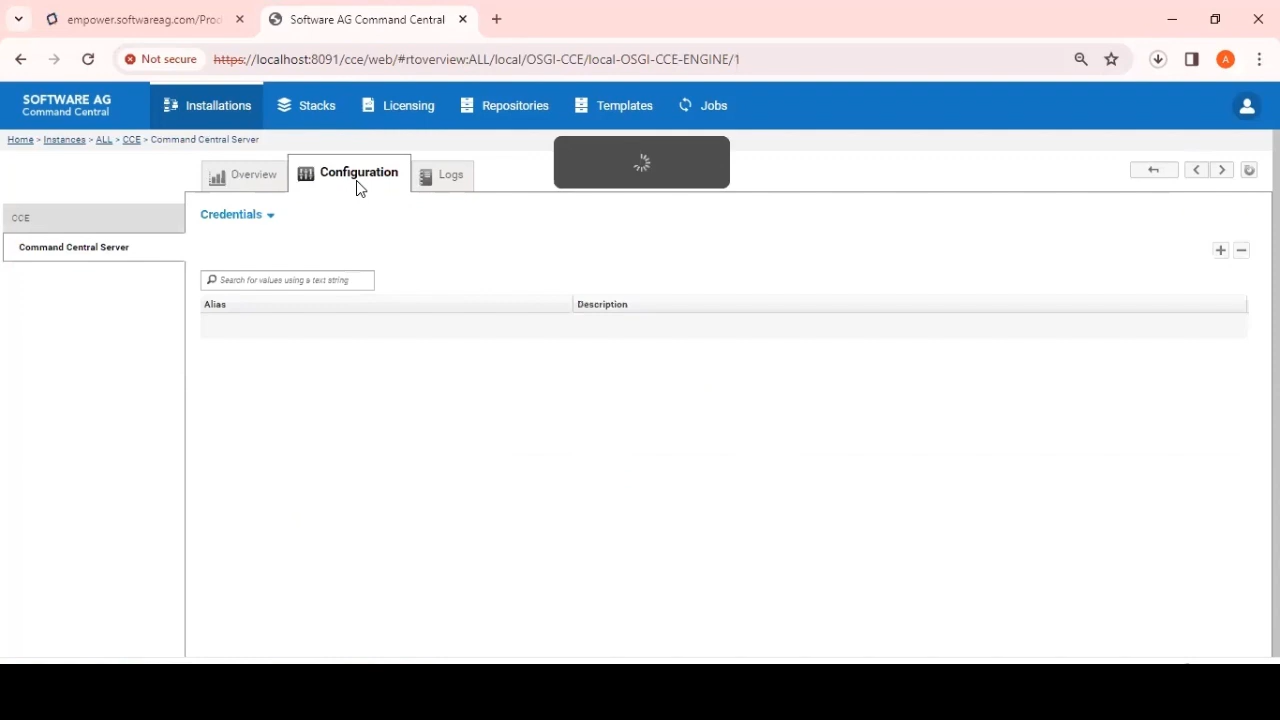 empower.softwareag.com/Prod
Software AG Command Central
Not secure
https://localhost:8091/cce/web/#rtoverview:ALL/local/OSGI-CCE/local-OSGI-CCE-ENGINE/1
A
SOFTWARE AG
Command Central
Installations
Stacks
Licensing
Repositories
Templates
Jobs
Home > Instances > ALL > CCE > Command Central Server
Overview
Configuration
Logs
CCE
Command Central Server
Credentials
Search for values using a text string
Alias
Description